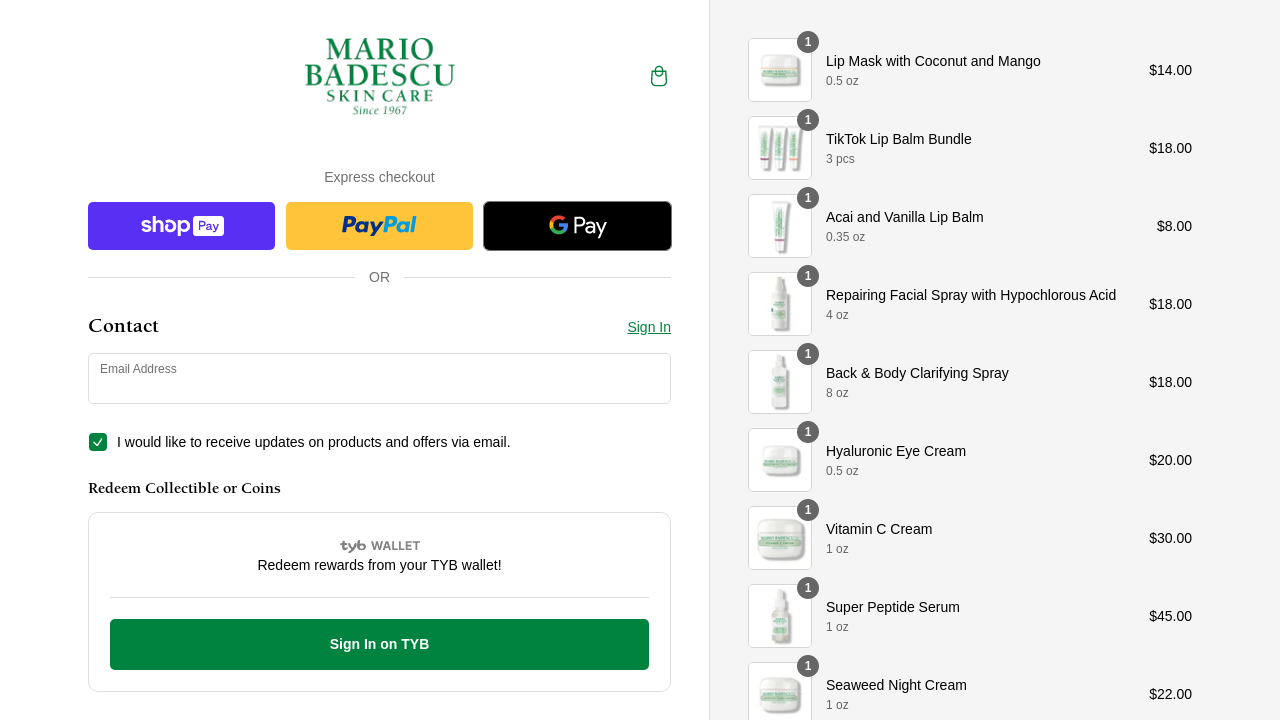 MARIO
BADESCU
SKIN CARE
Since 1967
Express checkout
shop Pay
PayPal
G Pay
OR
Contact
Sign In
Email Address
I would like to receive updates on products and offers via email.
Redeem Collectible or Coins
tyb WALLET
Redeem rewards from your TYB wallet!
Sign In on TYB
1
Lip Mask with Coconut and Mango
0.5 oz
$14.00
1
TikTok Lip Balm Bundle
3 pcs
$18.00
1
Acai and Vanilla Lip Balm
0.35 oz
$8.00
1
Repairing Facial Spray with Hypochlorous Acid
4 oz
$18.00
1
Back & Body Clarifying Spray
8 oz
$18.00
1
Hyaluronic Eye Cream
0.5 oz
$20.00
1
Vitamin C Cream
1 oz
$30.00
1
Super Peptide Serum
1 oz
$45.00
1
Seaweed Night Cream
1 oz
$22.00